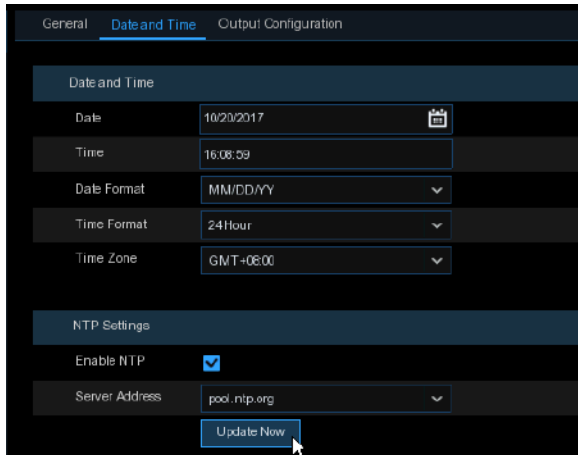 General Date and Time Output Configuration
Date and Time
Date 10/20/2017
Time 16:08:59
Date Format MM/DD/YY
Time Format 24Hour
Time Zone GMT+08:00
NTP Settings
Enable NTP
Server Address pool.ntp.org
Update Now